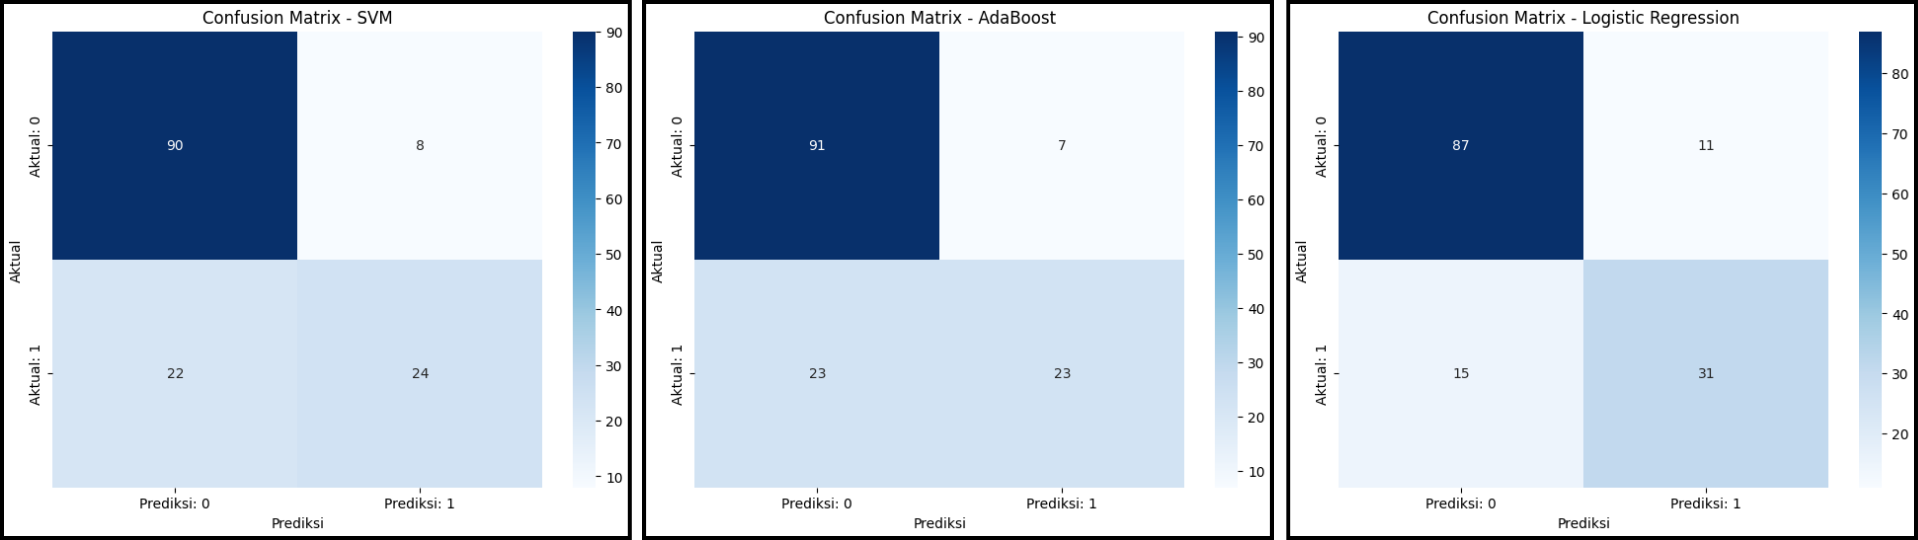 Confusion Matrix - SVM
90
8
22
24
Aktual: 0
Aktual: 1
Aktual
Prediksi: 0
Prediksi: 1
Prediksi
90
80
70
60
50
40
30
20
10
Confusion Matrix - AdaBoost
91
7
23
23
Aktual: 0
Aktual: 1
Aktual
Prediksi: 0
Prediksi: 1
Prediksi
90
80
70
60
50
40
30
20
10
Confusion Matrix - Logistic Regression
87
11
15
31
Aktual: 0
Aktual: 1
Aktual
Prediksi: 0
Prediksi: 1
Prediksi
80
70
60
50
40
30
20